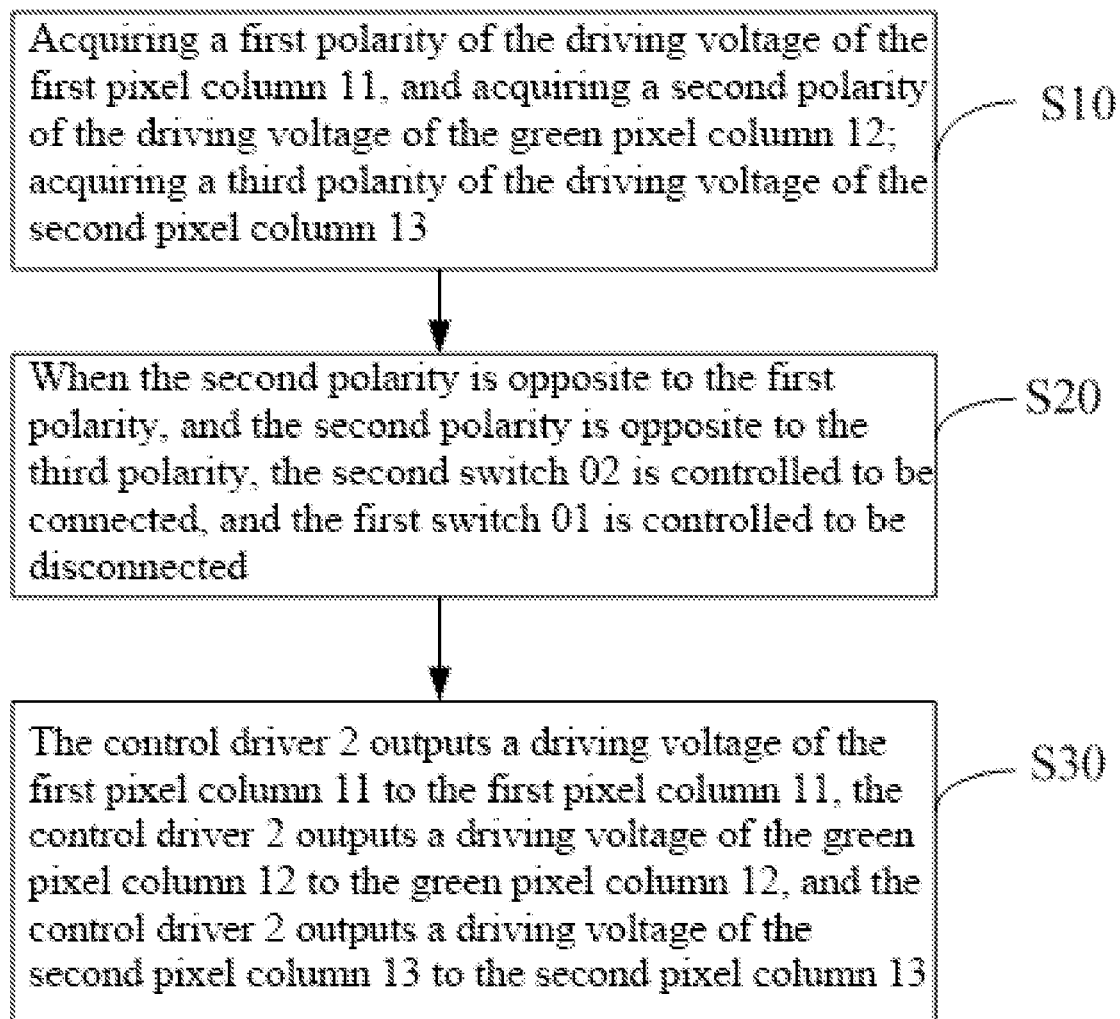 Acquiring a first polarity of the driving voltage of the
first pixel column 11, and acquiring a second polarity
of the driving voltage of the green pixel column 12;
acquiring a third polarity of the driving voltage of the
second pixel column 13
S10
When the second polarity is opposite to the first
polarity, and the second polarity is opposite to the
third polarity, the second switch 02 is controlled to be
connected, and the first switch 01 is controlled to be
disconnected
S20
The control driver 2 outputs a driving voltage of the
first pixel column 11 to the first pixel column 11, the
control driver 2 outputs a driving voltage of the green
pixel column 12 to the green pixel column 12, and the
control driver 2 outputs a driving voltage of the
second pixel column 13 to the second pixel column 13
S30